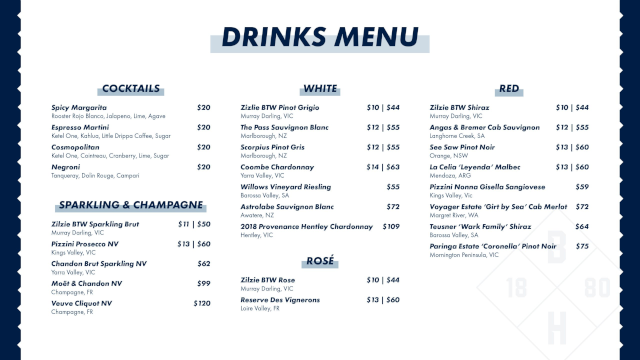 DRINKS MENU
COCKTAILS
Spicy Margarita $20
Rooster Rojo Blanco, Jalapeno, Lime, Agave
Espresso Martini $20
Ketel One, Kahlua, Little Drippa Coffee, Sugar
Cosmopolitan $20
Ketel One, Cointreau, Cranberry, Lime, Sugar
Negroni $20
Tanqueray, Dolin Rouge, Campari
SPARKLING & CHAMPAGNE
Zilzie BTW Sparkling Brut $11 | $50
Murray Darling, VIC
Pizzini Prosecco NV $13 | $60
Kings Valley, VIC
Chandon Brut Sparkling NV $62
Yarra Valley, VIC
Moët & Chandon NV $99
Champagne, FR
Veuve Cliquot NV $120
Champagne, FR
WHITE
Zizlie BTW Pinot Grigio $10 | $44
Murray Darling, VIC
The Pass Sauvignon Blanc $12 | $55
Marlborough, NZ
Scorpius Pinot Gris $12 | $55
Marlborough, NZ
Coombe Chardonnay $14 | $63
Yarra Valley, VIC
Willows Vineyard Riesling $55
Barossa Valley, SA
Astrolabe Sauvignon Blanc $72
Awatere, NZ
2018 Provenance Hentley Chardonnay $109
Hentley, VIC
ROSÉ
Zilzie BTW Rose $10 | $44
Murray Darling, VIC
Reserve Des Vignerons $13 | $60
Loire Valley, FR
RED
Zilzie BTW Shiraz $10 | $44
Murray Darling, VIC
Angas & Bremer Cab Sauvignon $12 | $55
Langhorne Creek, SA
See Saw Pinot Noir $13 | $60
Orange, NSW
La Celia ‘Leyenda’ Malbec $13 | $60
Mendoza, ARG
Pizzini Nonna Gisella Sangiovese $59
Kings Valley, Vic
Voyager Estate ‘Girt by Sea’ Cab Merlot $72
Margret River, WA
Teusner ‘Wark Family’ Shiraz $64
Barossa Valley, SA
Paringa Estate ‘Coronella’ Pinot Noir $75
Mornington Peninsula, VIC
B
18 80
H